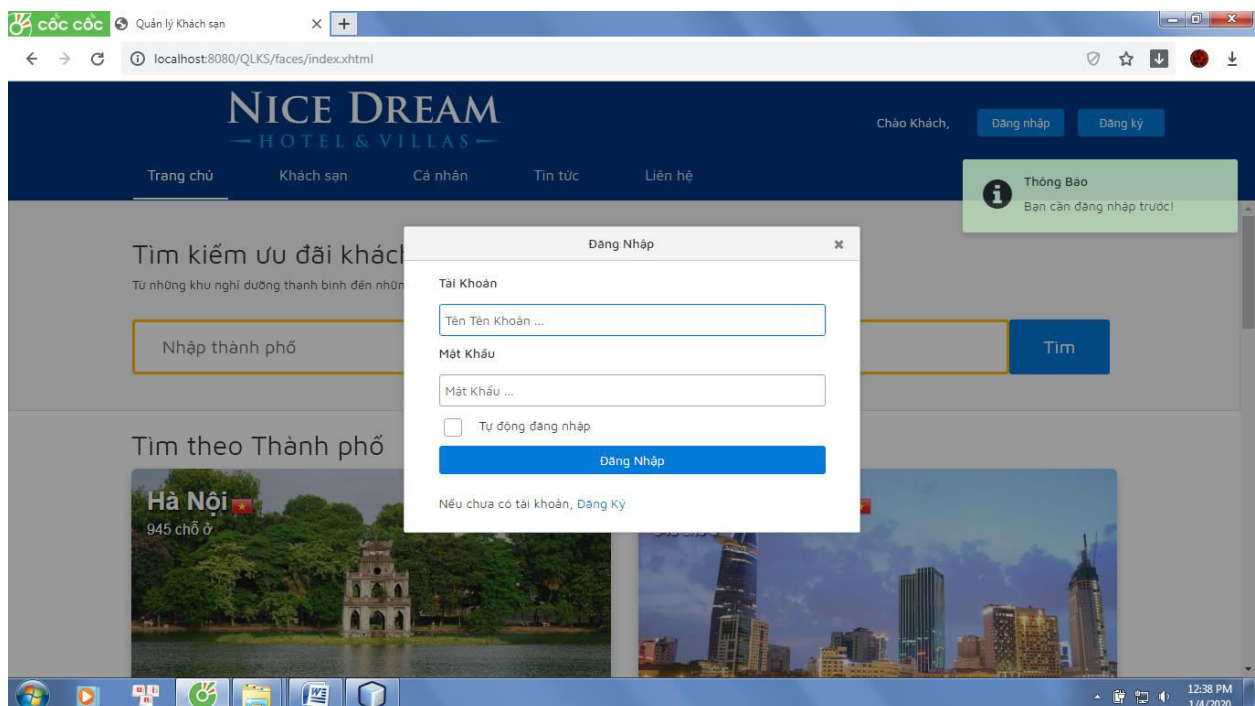 cốc cốc
Quản lý Khách sạn
localhost:8080/QLKS/faces/index.xhtml
NICE DREAM
HOTEL & VILLAS
Chào Khách,
Đăng nhập
Đăng ký
Trang chủ
Khách sạn
Cá nhân
Tin tức
Liên hệ
Thông Báo
Bạn cần đăng nhập trước!
Tìm kiếm ưu đãi khách
Từ những khu nghỉ dưỡng thanh bình đến
Nhập thành phố
Tìm
Đăng Nhập
Tài Khoản
Tên Tên Khoản ...
Mật Khẩu
Mật Khẩu ...
Tự động đăng nhập
Đăng Nhập
Nếu chưa có tài khoản, Đăng Ký
Tìm theo Thành phố
Hà Nội
945 chỗ ở
12:38 PM
1/4/2020